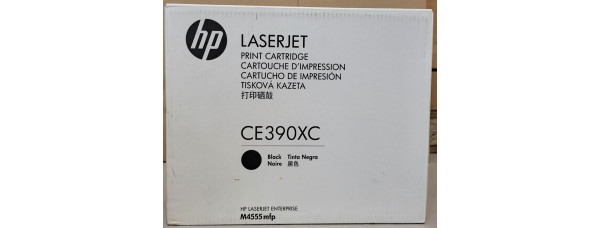 hp
LASERJET
PRINT CARTRIDGE
CARTOUCHE D'IMPRESSION
CARTUCHO DE IMPRESIÓN
TISKOVÁ KAZETA
打印硒鼓
CE390XC
Black Tinta Negra
Noire 黑色
HP LASERJET ENTERPRISE
M4555mfp